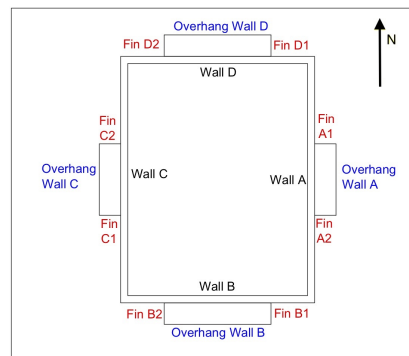 Overhang Wall D
N
Fin D2
Fin D1
Wall D
Fin
C2
Fin
A1
Overhang
Wall C
Wall C
Wall A
Overhang
Wall A
Fin
C1
Fin
A2
Wall B
Fin B2
Fin B1
Overhang Wall B